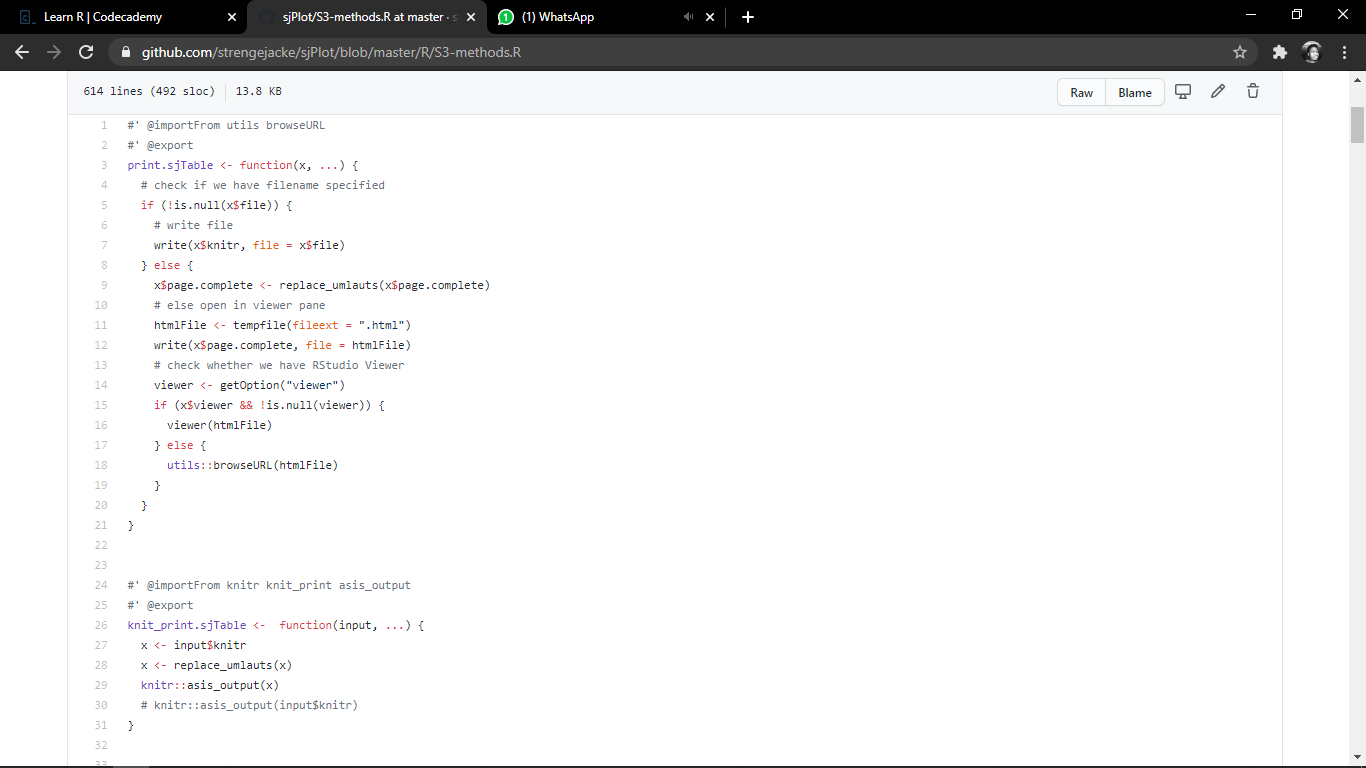 Learn R | Codecademy
sjPlot/S3-methods.R at master · s
(1) WhatsApp
github.com/strengejacke/sjPlot/blob/master/R/S3-methods.R
614 lines (492 sloc) 13.8 KB
Raw Blame
1 #' @importFrom utils browseURL
2 #' @export
3 print.sjTable <- function(x, ...) {
4 # check if we have filename specified
5 if (!is.null(x$file)) {
6 # write file
7 write(x$knitr, file = x$file)
8 } else {
9 x$page.complete <- replace_umlauts(x$page.complete)
10 # else open in viewer pane
11 htmlFile <- tempfile(fileext = ".html")
12 write(x$page.complete, file = htmlFile)
13 # check whether we have RStudio Viewer
14 viewer <- getOption("viewer")
15 if (x$viewer && !is.null(viewer)) {
16 viewer(htmlFile)
17 } else {
18 utils::browseURL(htmlFile)
19 }
20 }
21 }
22
23
24 #' @importFrom knitr knit_print asis_output
25 #' @export
26 knit_print.sjTable <-  function(input, ...) {
27 x <- input$knitr
28 x <- replace_umlauts(x)
29 knitr::asis_output(x)
30 # knitr::asis_output(input$knitr)
31 }
32
33